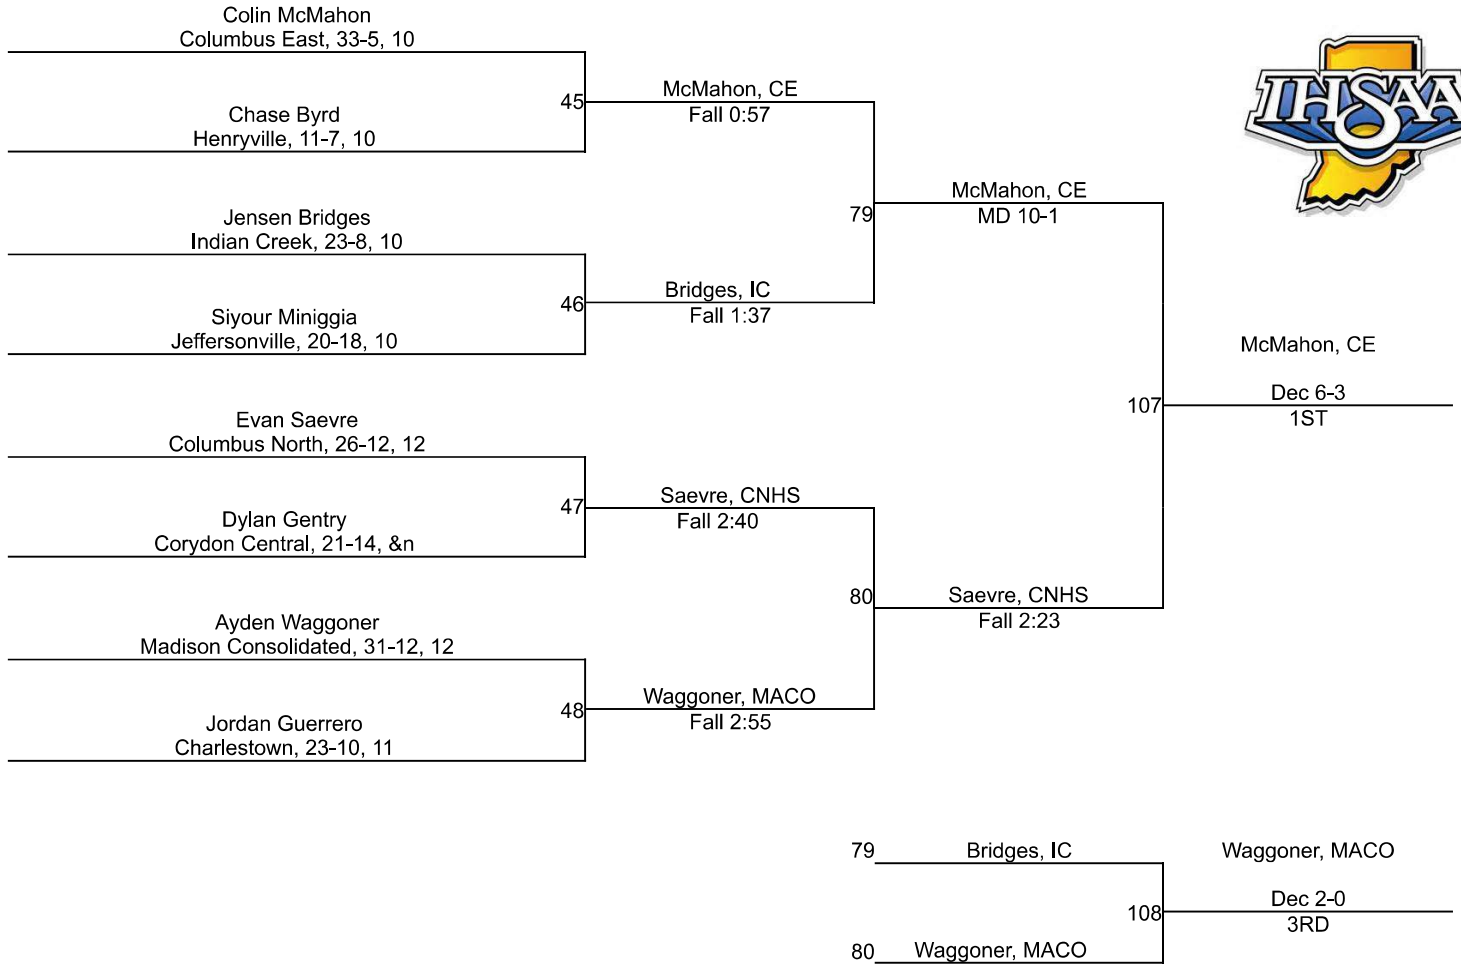 Colin McMahon
Columbus East, 33-5, 10
Chase Byrd
Henryville, 11-7, 10
Jensen Bridges
Indian Creek, 23-8, 10
Siyour Miniggia
Jeffersonville, 20-18, 10
Evan Saevre
Columbus North, 26-12, 12
Dylan Gentry
Corydon Central, 21-14, &n
Ayden Waggoner
Madison Consolidated, 31-12, 12
Jordan Guerrero
Charlestown, 23-10, 11
45
McMahon, CE
Fall 0:57
46
Bridges, IC
Fall 1:37
47
Saevre, CNHS
Fall 2:40
48
Waggoner, MACO
Fall 2:55
79
McMahon, CE
MD 10-1
80
Saevre, CNHS
Fall 2:23
IHSAA
107
McMahon, CE
Dec 6-3
1ST
79
Bridges, IC
80
Waggoner, MACO
108
Waggoner, MACO
Dec 2-0
3RD